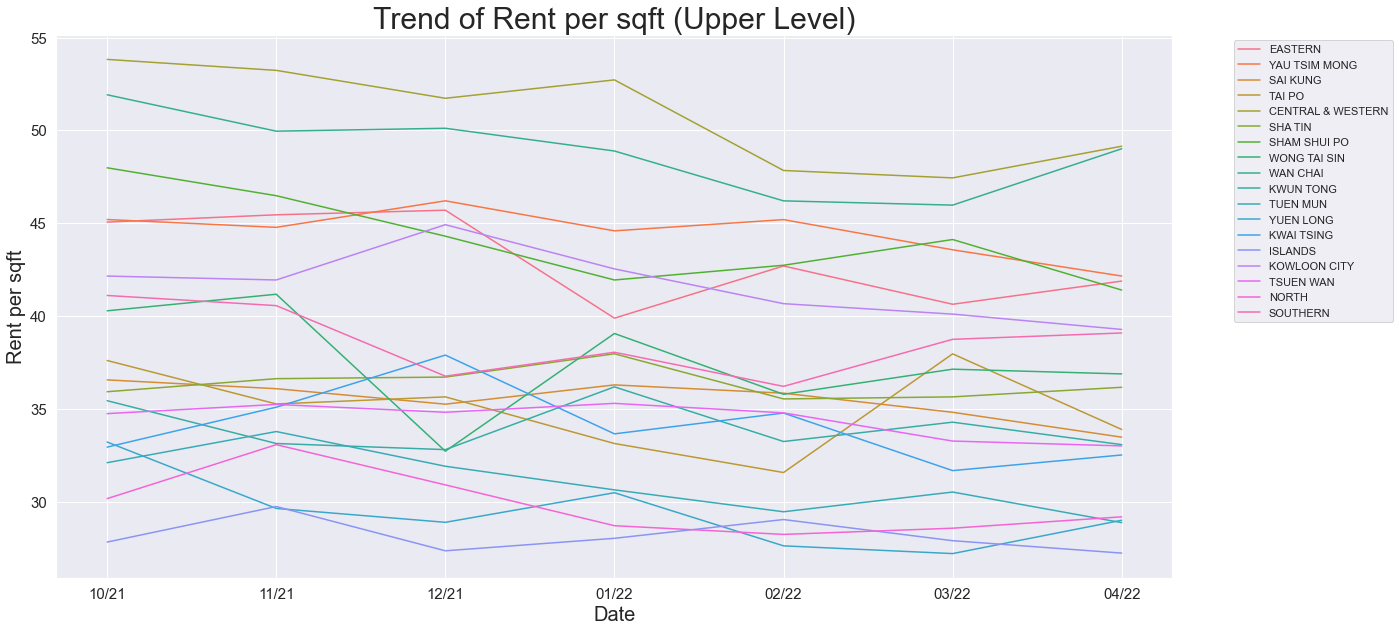 Trend of Rent per sqft (Upper Level)
55
50
45
40
35
30
Rent per sqft
10/21
11/21
12/21
01/22
02/22
03/22
04/22
Date
EASTERN
YAU TSIM MONG
SAI KUNG
TAI PO
CENTRAL & WESTERN
SHA TIN
SHAM SHUI PO
WONG TAI SIN
WAN CHAI
KWUN TONG
TUEN MUN
YUEN LONG
KWAI TSING
ISLANDS
KOWLOON CITY
TSUEN WAN
NORTH
SOUTHERN